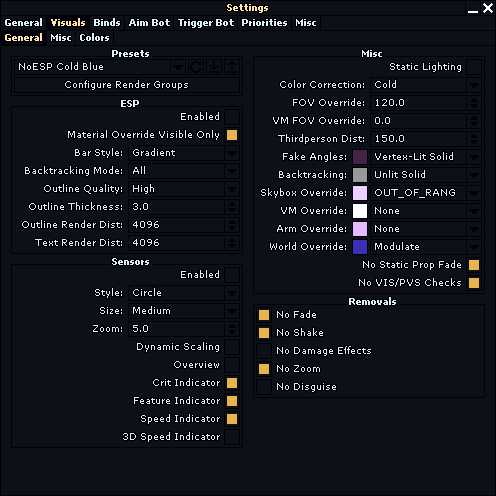 Settings
General Visuals Binds Aim Bot Trigger Bot Priorities Misc
General Misc Colors
Presets
NoESP Cold Blue
Configure Render Groups
ESP
Enabled
Material Override Visible Only
Bar Style: Gradient
Backtracking Mode: All
Outline Quality: High
Outline Thickness: 3.0
Outline Render Dist: 4096
Text Render Dist: 4096
Sensors
Enabled
Style: Circle
Size: Medium
Zoom: 5.0
Dynamic Scaling
Overview
Crit Indicator
Feature Indicator
Speed Indicator
3D Speed Indicator
Misc
Static Lighting
Color Correction: Cold
FOV Override: 120.0
VM FOV Override: 0.0
Thirdperson Dist: 150.0
Fake Angles: Vertex-Lit Solid
Backtracking: Unlit Solid
Skybox Override: OUT_OF_RANG
VM Override: None
Arm Override: None
World Override: Modulate
No Static Prop Fade
No VIS/PVS Checks
Removals
No Fade
No Shake
No Damage Effects
No Zoom
No Disguise